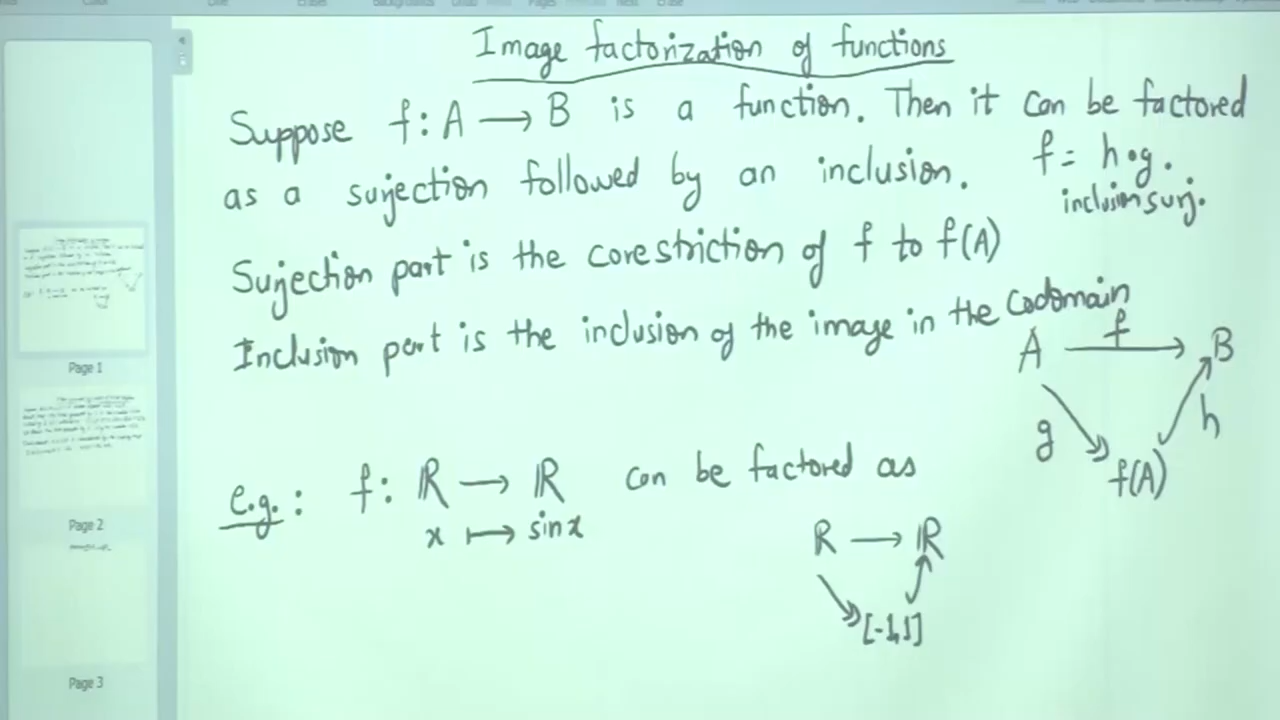 Image factorization of functions
Suppose f: A → B is a function. Then it can be factored
as a sujection followed by an inclusion. f = h∘g.
inclusion surj.
Sujection part is the corestriction of f to f(A)
Inclusion part is the inclusion of the image in the Codomain
A f B
g h
f(A)
e.g.: f: ℝ → ℝ can be factored as
x ↦ sinx
ℝ → ℝ
[-1,1]
Page 1
Page 2
Page 3